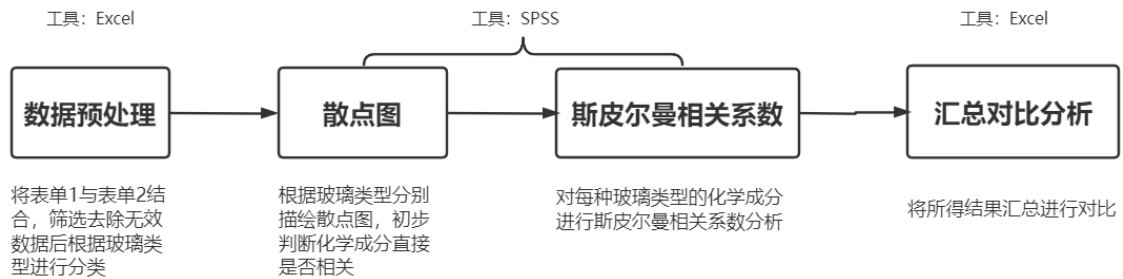 工具：Excel
工具：SPSS
工具：Excel
数据预处理
散点图
斯皮尔曼相关系数
汇总对比分析
将表单1与表单2结
合，筛选去除无效
数据后根据玻璃类
型进行分类
根据玻璃类型分别
描绘散点图，初步
判断化学成分直接
是否相关
对每种玻璃类型的化学成分
进行斯皮尔曼相关系数分析
将所得结果汇总进行对比